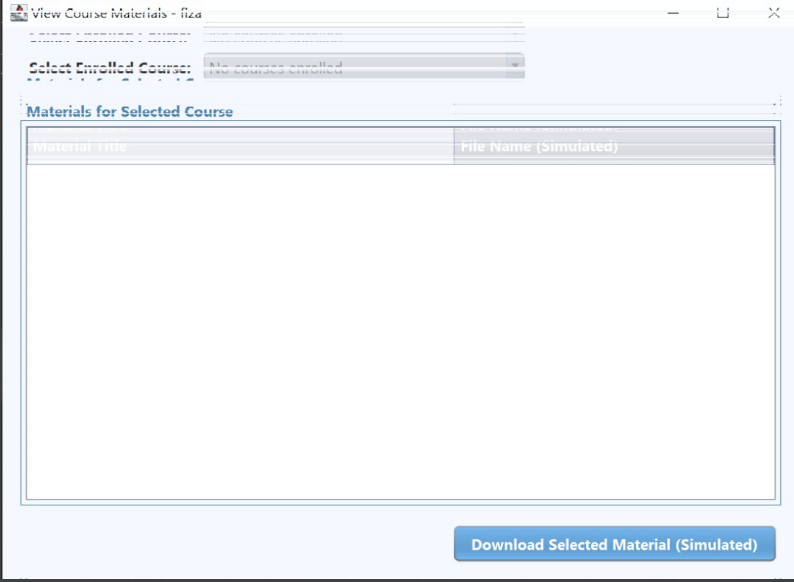 View Course Materials - fiza
Select Enrolled Course: No courses enrolled
Materials for Selected Course
Material Title File Name (Simulated)
Download Selected Material (Simulated)